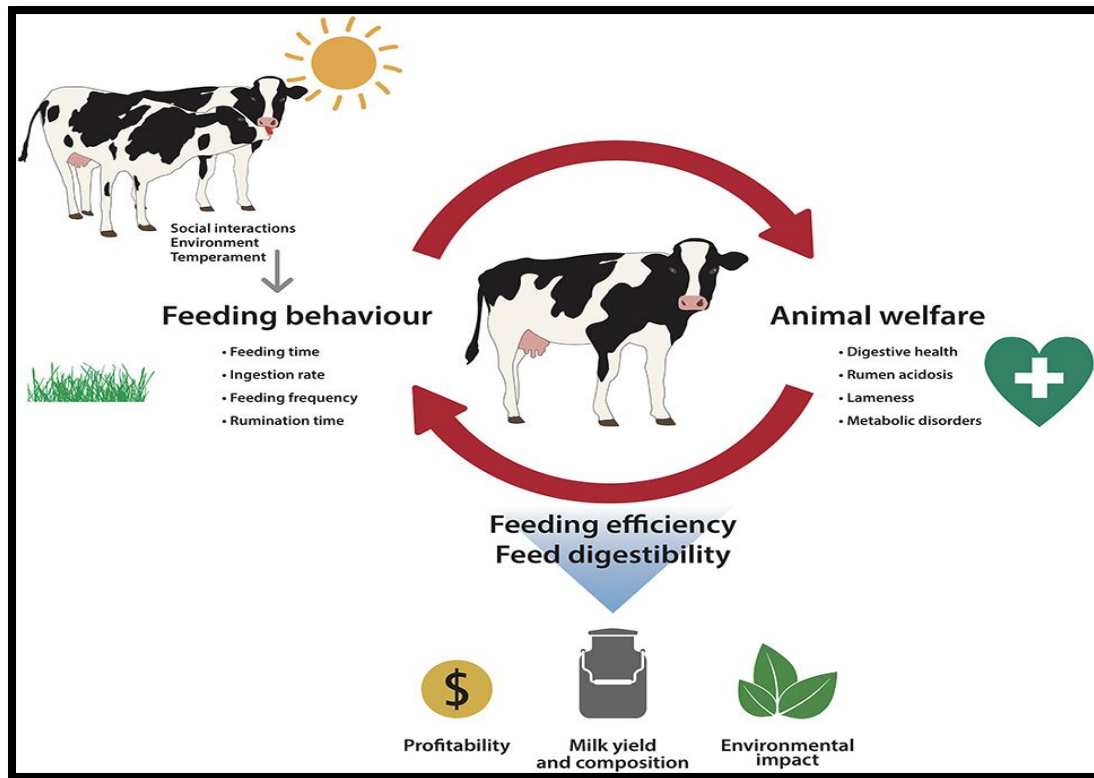 Social interactions
Environment
Temperament
Feeding behaviour
• Feeding time
• Ingestion rate
• Feeding frequency
• Rumination time
Animal welfare
• Digestive health
• Rumen acidosis
• Lameness
• Metabolic disorders
Feeding efficiency
Feed digestibility
$
Profitability
Milk yield
and composition
Environmental
impact